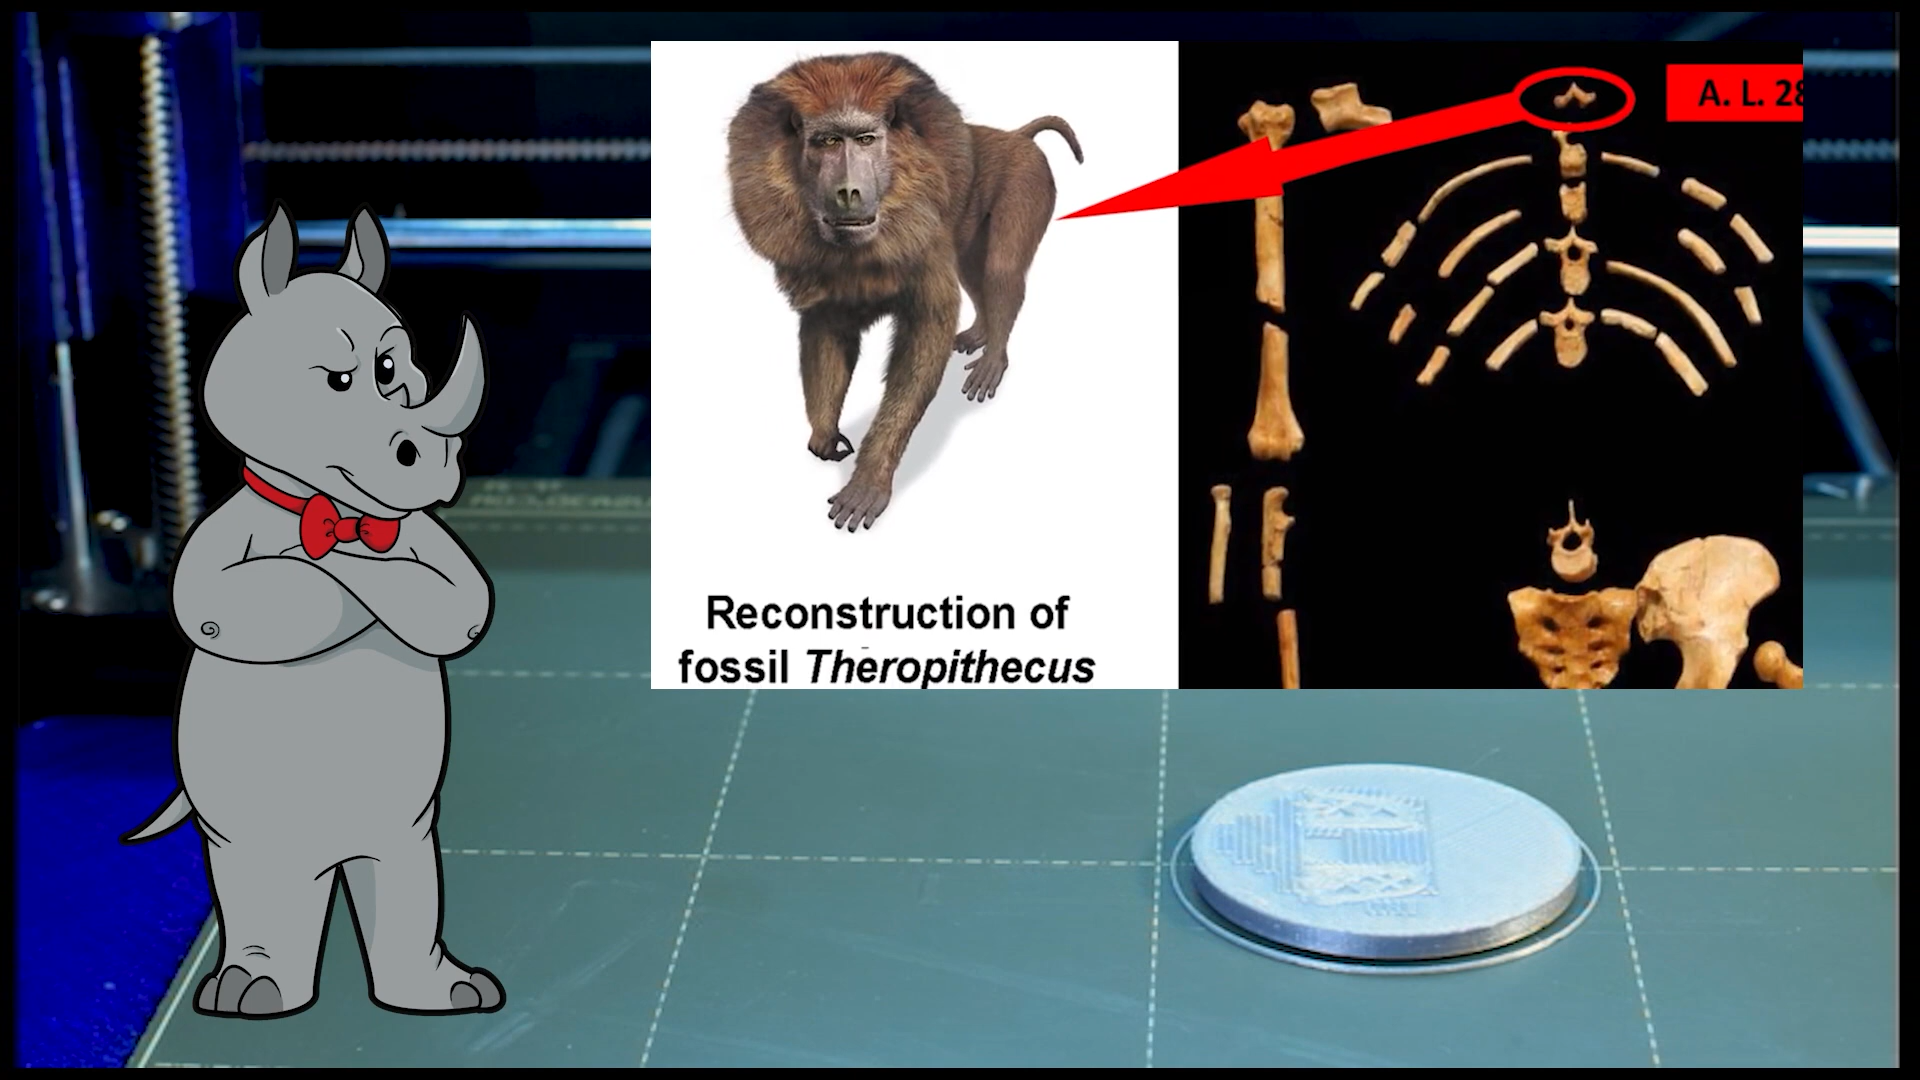 A. L. 28
Reconstruction of
fossil Theropithecus